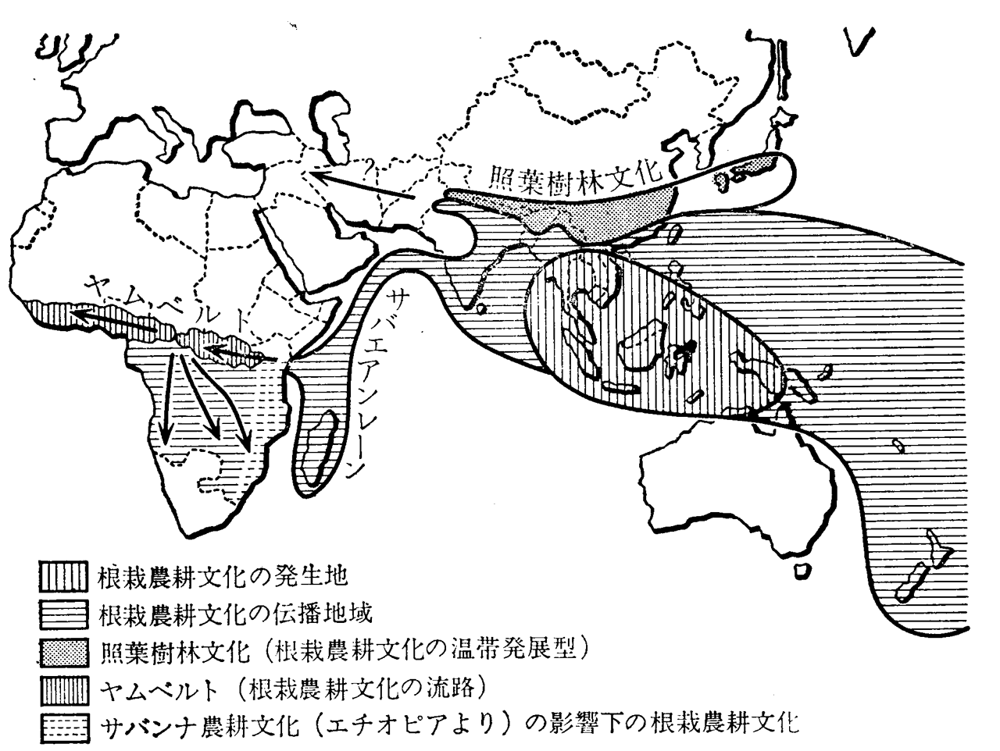 ?
照葉樹林文化
ヤムベルト
サバエアンレーン
根栽農耕文化の発生地
根栽農耕文化の伝播地域
照葉樹林文化（根栽農耕文化の温帯発展型）
ヤムベルト（根栽農耕文化の流路）
サバンナ農耕文化（エチオピアより）の影響下の根栽農耕文化